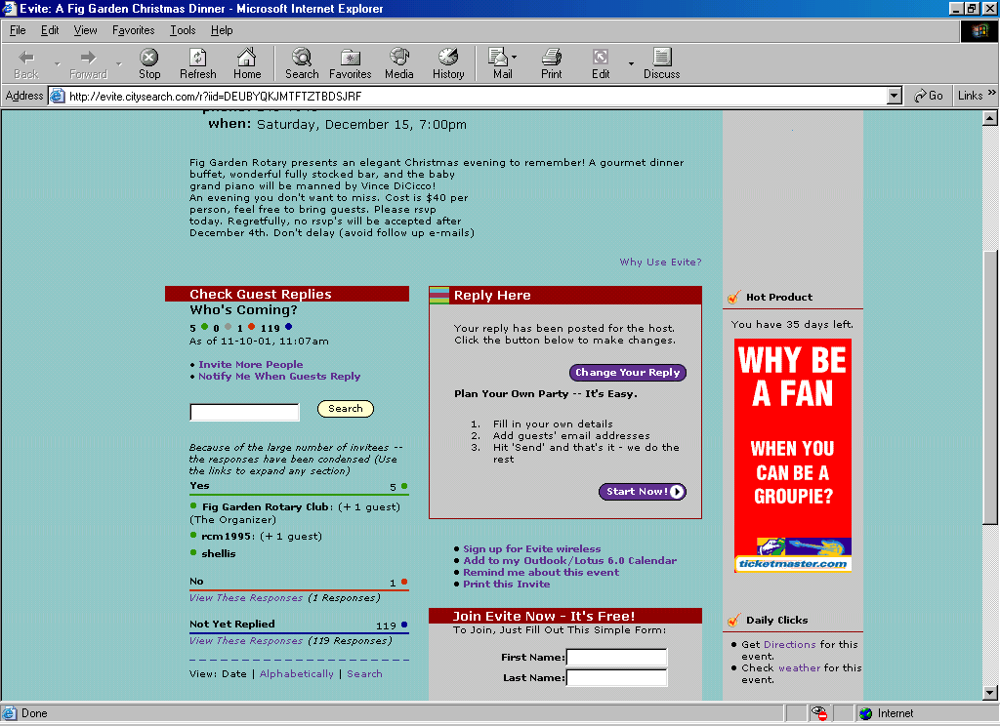 Evite: A Fig Garden Christmas Dinner - Microsoft Internet Explorer
File Edit View Favorites Tools Help
Back Forward Stop Refresh Home Search Favorites Media History Mail Print Edit Discuss
Address http://evite.citysearch.com/r?iid=DEUBYQKJMTFTZTBDSJRF Go Links »
when: Saturday, December 15, 7:00pm
Fig Garden Rotary presents an elegant Christmas evening to remember! A gourmet dinner
buffet, wonderful fully stocked bar, and the baby
grand piano will be manned by Vince DiCicco!
An evening you don't want to miss. Cost is $40 per
person, feel free to bring guests. Please rsvp
today. Regretfully, no rsvp's will be accepted after
December 4th. Don't delay (avoid follow up e-mails)
Why Use Evite?
Check Guest Replies
Who's Coming?
5 0 1 119
As of 11-10-01, 11:07am
• Invite More People
• Notify Me When Guests Reply
Search
Because of the large number of invitees --
the responses have been condensed (Use
the links to expand any section)
Yes 5
Fig Garden Rotary Club: (+ 1 guest)
(The Organizer)
rcm1995: (+ 1 guest)
shellis
No 1
View These Responses (1 Responses)
Not Yet Replied 119
View These Responses (119 Responses)
View: Date | Alphabetically | Search
Reply Here
Your reply has been posted for the host.
Click the button below to make changes.
Change Your Reply
Plan Your Own Party -- It's Easy.
1. Fill in your own details
2. Add guests' email addresses
3. Hit 'Send' and that's it - we do the
rest
Start Now!
• Sign up for Evite wireless
• Add to my Outlook/Lotus 6.0 Calendar
• Remind me about this event
• Print this Invite
Join Evite Now - It's Free!
To Join, Just Fill Out This Simple Form:
First Name:
Last Name:
Hot Product
You have 35 days left.
WHY BE
A FAN
WHEN YOU
CAN BE A
GROUPIE?
ticketmaster.com
Daily Clicks
• Get Directions for this
event.
• Check weather for this
event.
Done Internet